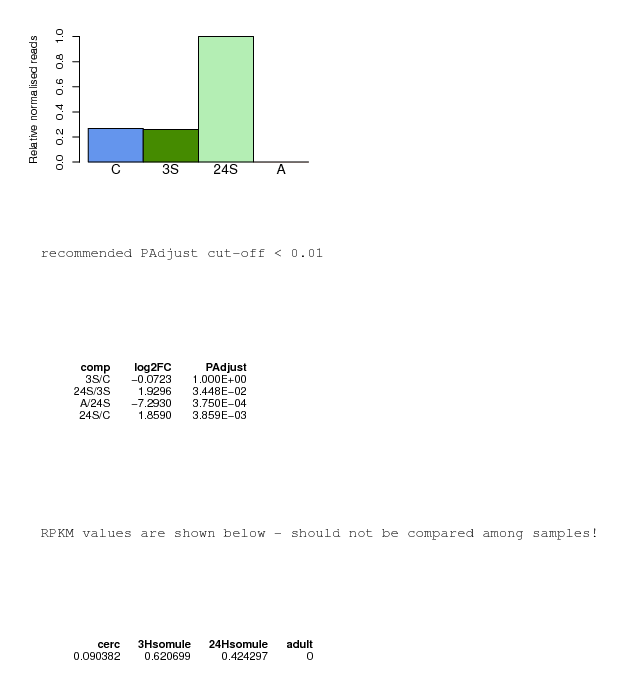 Relative normalised reads
1.0
0.8
0.6
0.4
0.2
0.0
C 3S 24S A
recommended PAdjust cut-off < 0.01
comp log2FC PAdjust
3S/C −0.0723 1.000E+00
24S/3S 1.9296 3.448E−02
A/24S −7.2930 3.750E−04
24S/C 1.8590 3.859E−03
RPKM values are shown below - should not be compared among samples!
cerc 3Hsomule 24Hsomule adult
0.090382 0.620699 0.424297 0